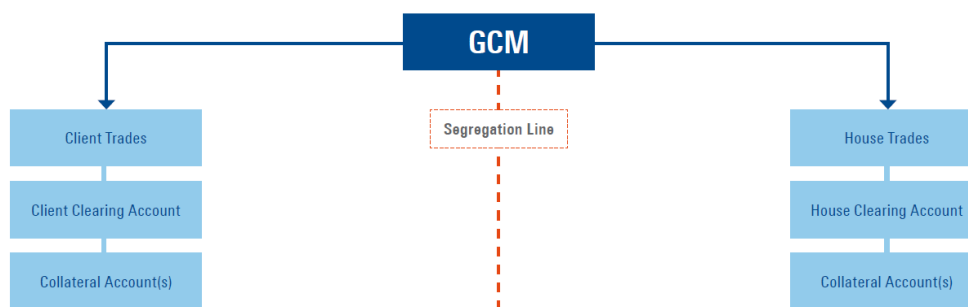 GCM
Segregation Line
Client Trades
House Trades
Client Clearing Account
House Clearing Account
Collateral Account(s)
Collateral Account(s)